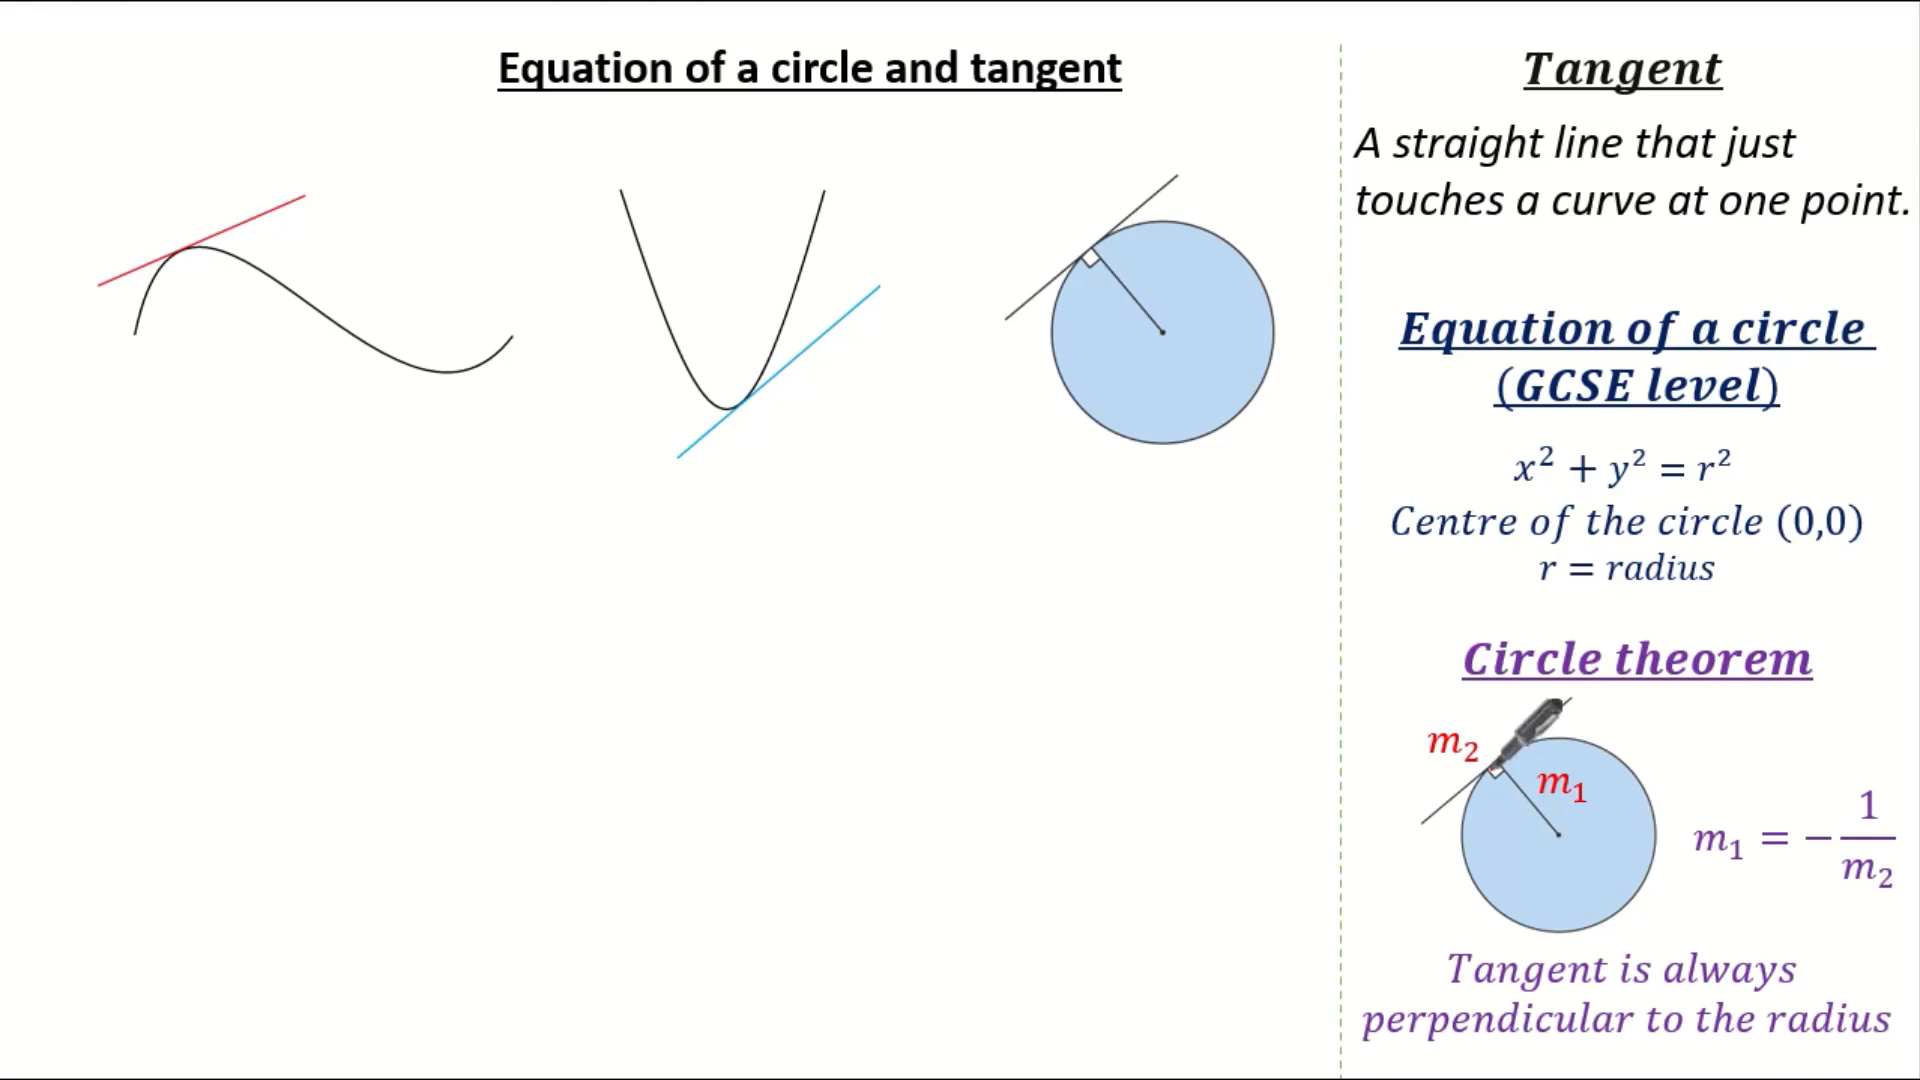 Equation of a circle and tangent
Tangent
A straight line that just
touches a curve at one point.
Equation of a circle
(GCSE level)
x² + y² = r²
Centre of the circle (0,0)
r = radius
Circle theorem
m₂
m₁
m₁ = − 1/m₂
Tangent is always
perpendicular to the radius